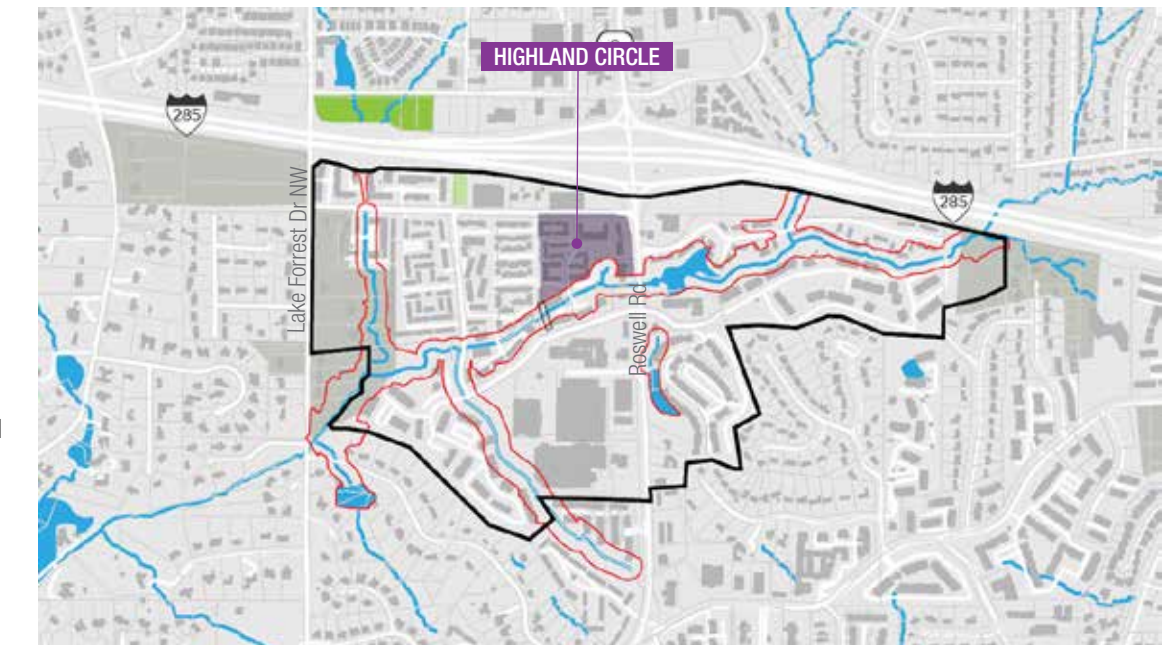 HIGHLAND CIRCLE
285
Lake Forrest Dr NW
285
Roswell Rd